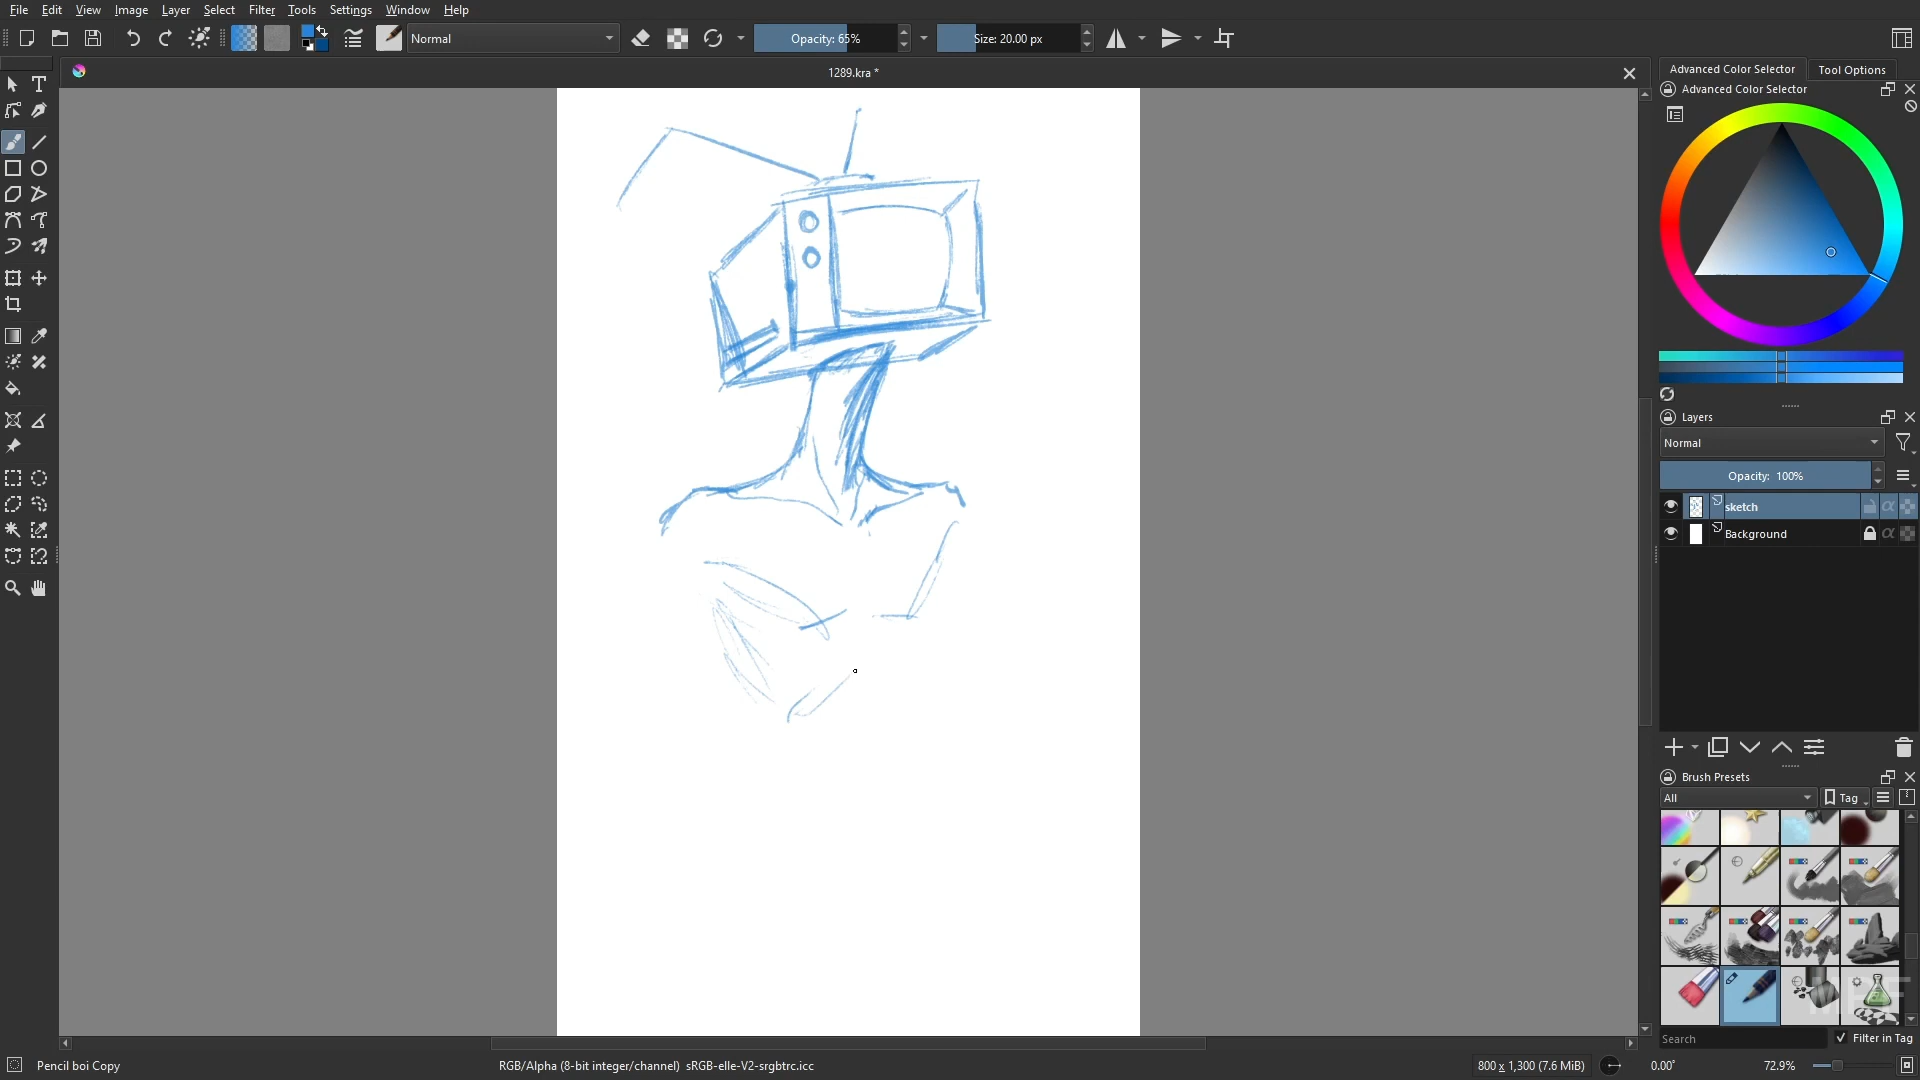 File Edit View Image Layer Select Filter Tools Settings Window Help
Normal
Opacity: 65%
Size: 20.00 px
1289.kra *
Advanced Color Selector
Tool Options
Advanced Color Selector
Layers
Normal
Opacity: 100%
sketch
Background
Brush Presets
All
Tag
Search
Filter in Tag
Pencil boi Copy
RGB/Alpha (8-bit integer/channel) sRGB-elle-V2-srgbtrc.icc
800 x 1,300 (7.6 MiB)
0.00°
72.9%